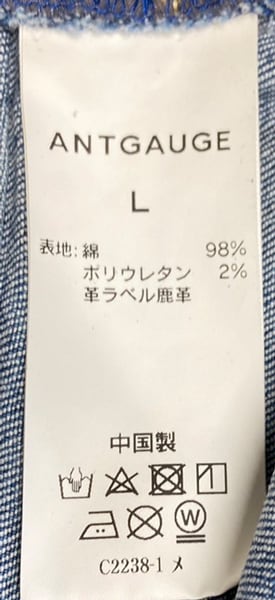 ANTGAUGE
L
表地: 綿 98%
ポリウレタン 2%
革ラベル鹿革
中国製
W
C2238-1 メ